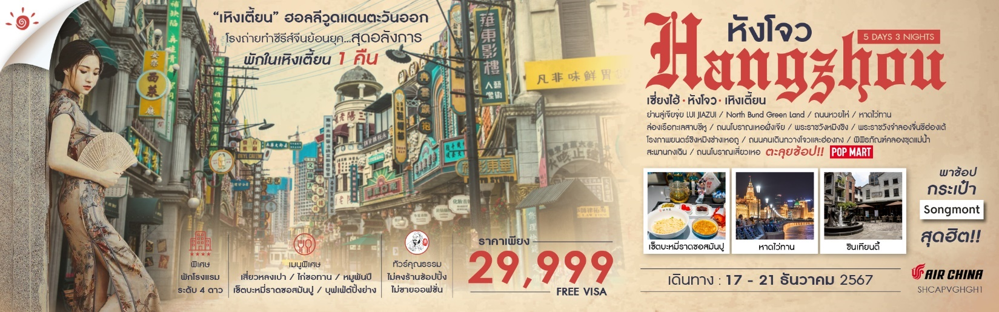 “เหิงเตี้ยน” ฮอลลีวูดแดนตะวันออก
โรงถ่ายทำซีรีส์จีนย้อนยุค...สุดอลังการ
พักในเหิงเตี้ยน 1 คืน
安樂西菜廳
華東影樓
人像藝術
凡非味鮮胃
หังโจว
5 DAYS 3 NIGHTS
Hangzhou
เซี่ยงไฮ้ · หังโจว · เหิงเตี้ยน
ย่านลู่เจียจุ่ย LUI JIAZUI / North Bund Green Land / ถนนหวยไห่ / หาดไว่ทาน
ล่องเรือทะเลสาบซีหู / ถนนโบราณเหอฝั่งเจีย / พระราชวังหมิงชิง / พระราชวังจำลองจิ๋นซีฮ่องเต้
โรงภาพยนตร์ชิงหมิงซ่างเหอถู / ถนนคนเดินกวางโจวและฮ่องกง / พิพิธภัณฑ์คลองขุดแม่น้ำ
สะพานกงเฉิน / ถนนโบราณเสี่ยวเหอ ตะลุยช้อป!! POP MART
เซ็ตบะหมี่ราดซอสมันปู
หาดไว่ทาน
ซินเทียนตี้
พาช้อป
กระเป๋า
Songmont
สุดฮิต!!
พิเศษ
พักโรงแรม
ระดับ 4 ดาว
เมนูพิเศษ
เสี่ยวหลงเปา / ไก่ขอทาน / หมูพันปี
เซ็ตบะหมี่ราดซอสมันปู / บุฟเฟ่ต์ปิ้งย่าง
ทัวร์คุณธรรม
ไม่ลงร้านช้อปปิ้ง
ไม่ขายออฟชั่น
ราคาเพียง
29,999
FREE VISA
เดินทาง : 17 - 21 ธันวาคม 2567
AIR CHINA
SHCAPVGHGH1